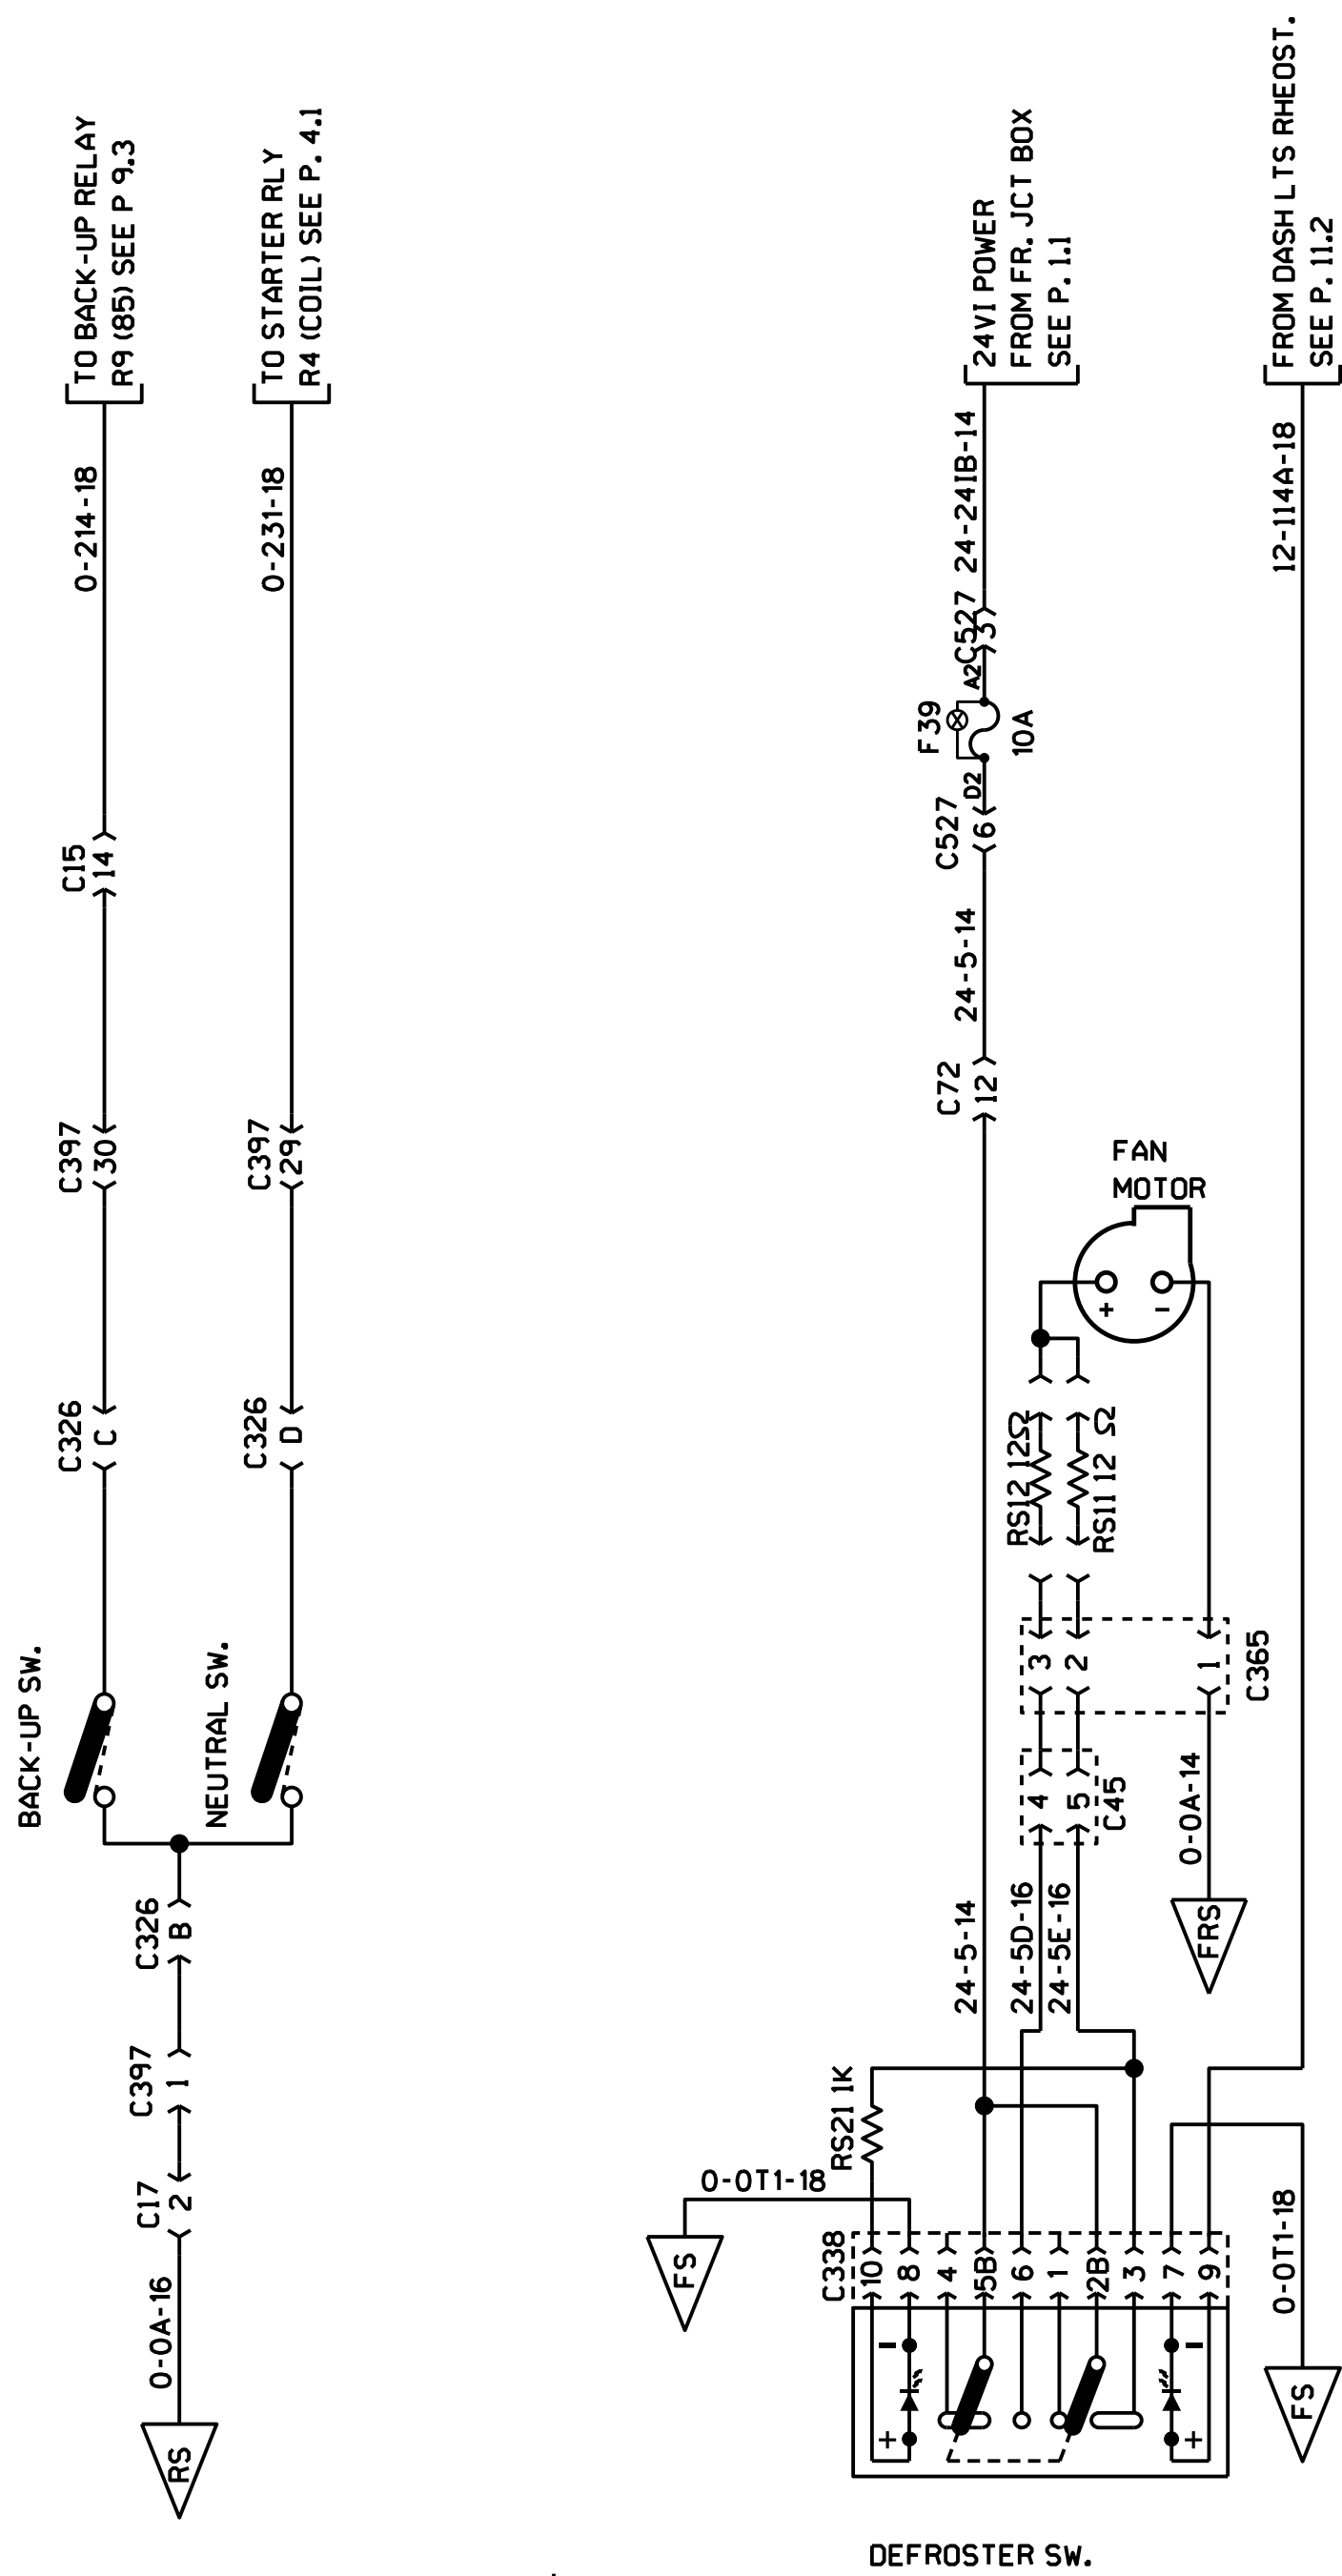 TO BACK-UP RELAY
R9 (85) SEE P 9.3
0-214-18
C15
14
C397
30
C326
C
BACK-UP SW.
TO STARTER RLY
R4 (COIL) SEE P. 4.1
0-231-18
C397
29
C326
D
NEUTRAL SW.
C326
B
C397
1
C17
2
0-0A-16
RS
24VI POWER
FROM FR. JCT BOX
SEE P. 1.1
24-24IB-14
C527
3
A2
F39
10A
D2
C527
6
24-5-14
C72
12
24-5-14
FAN
MOTOR
+
-
RS12 12Ω
RS11 12 Ω
3
2
1
C365
4
5
C45
0-0A-14
FRS
24-5D-16
24-5E-16
RS21 1K
0-0T1-18
FS
C338
10
8
4
5B
6
1
2B
3
7
9
-
+
-
+
DEFROSTER SW.
FROM DASH LTS RHEOST.
SEE P. 11.2
12-114A-18
0-0T1-18
FS